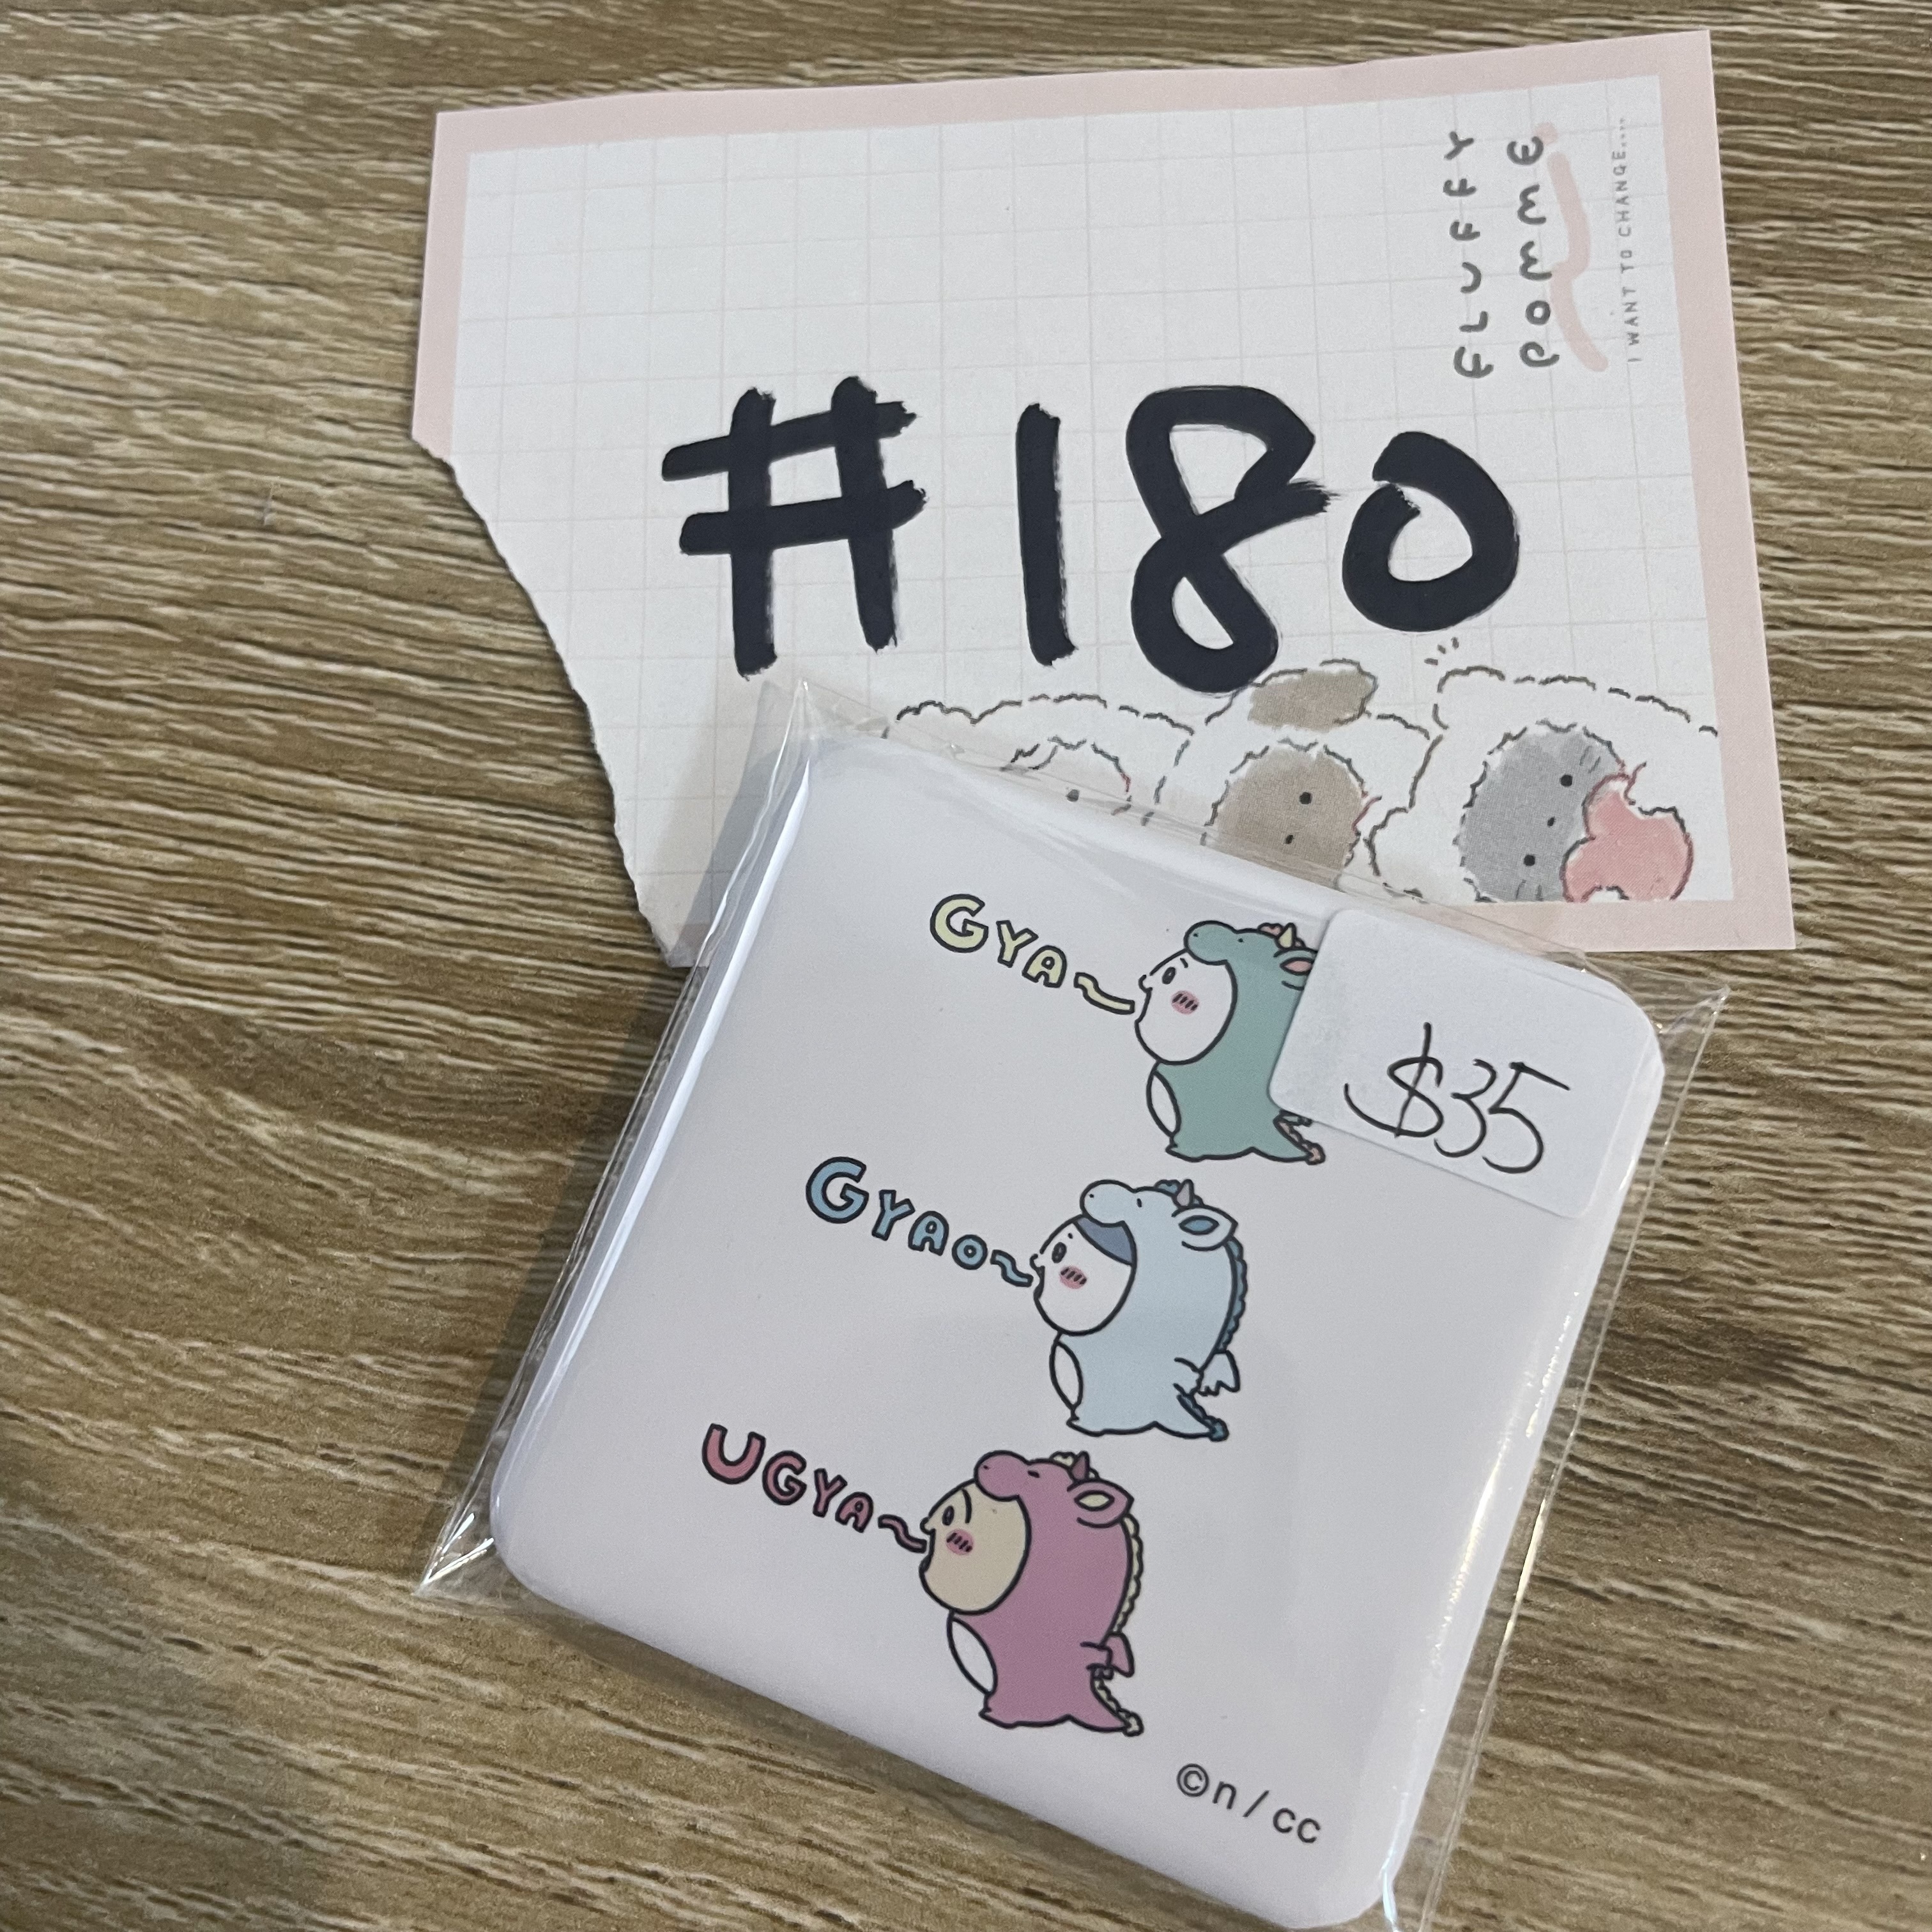 FLUFFY
POMME
I WANT TO CHANGE....
#180
$35
GYA~
GYAO~
UGYA~
©n/cc